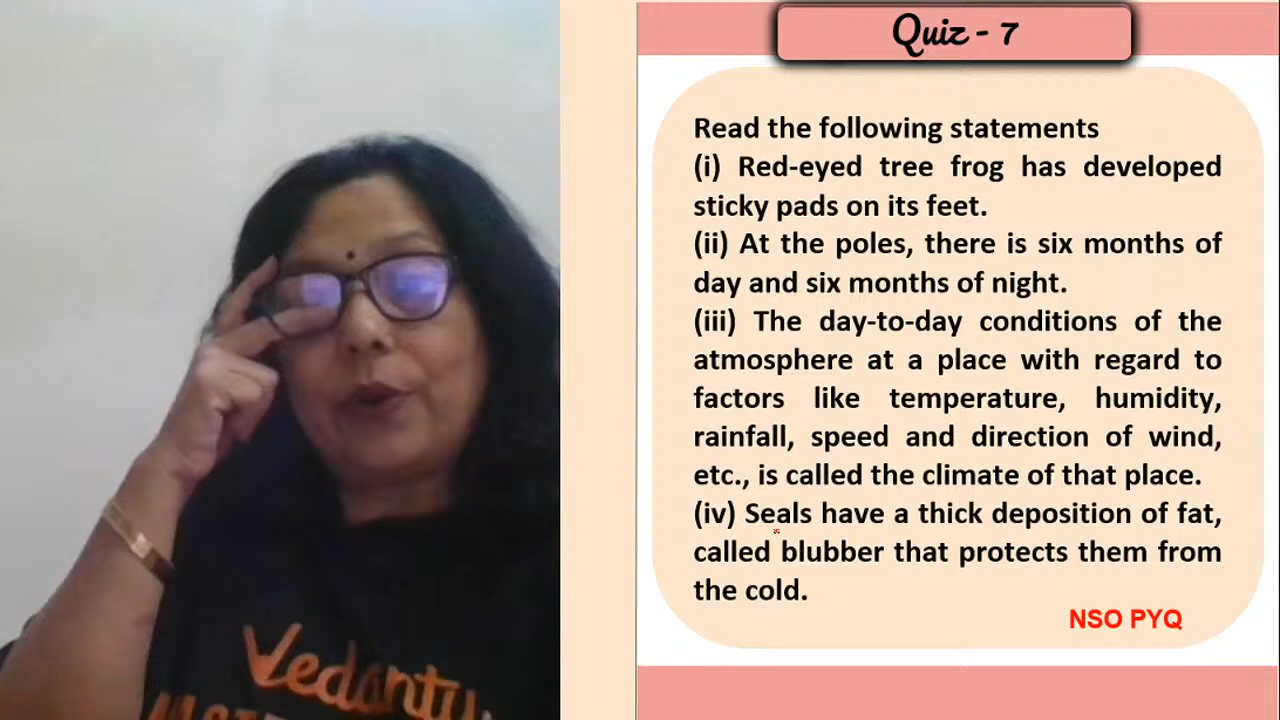 Quiz - 7
Read the following statements
(i) Red-eyed tree frog has developed
sticky pads on its feet.
(ii) At the poles, there is six months of
day and six months of night.
(iii) The day-to-day conditions of the
atmosphere at a place with regard to
factors like temperature, humidity,
rainfall, speed and direction of wind,
etc., is called the climate of that place.
(iv) Seals have a thick deposition of fat,
called blubber that protects them from
the cold.
NSO PYQ
Vedantu